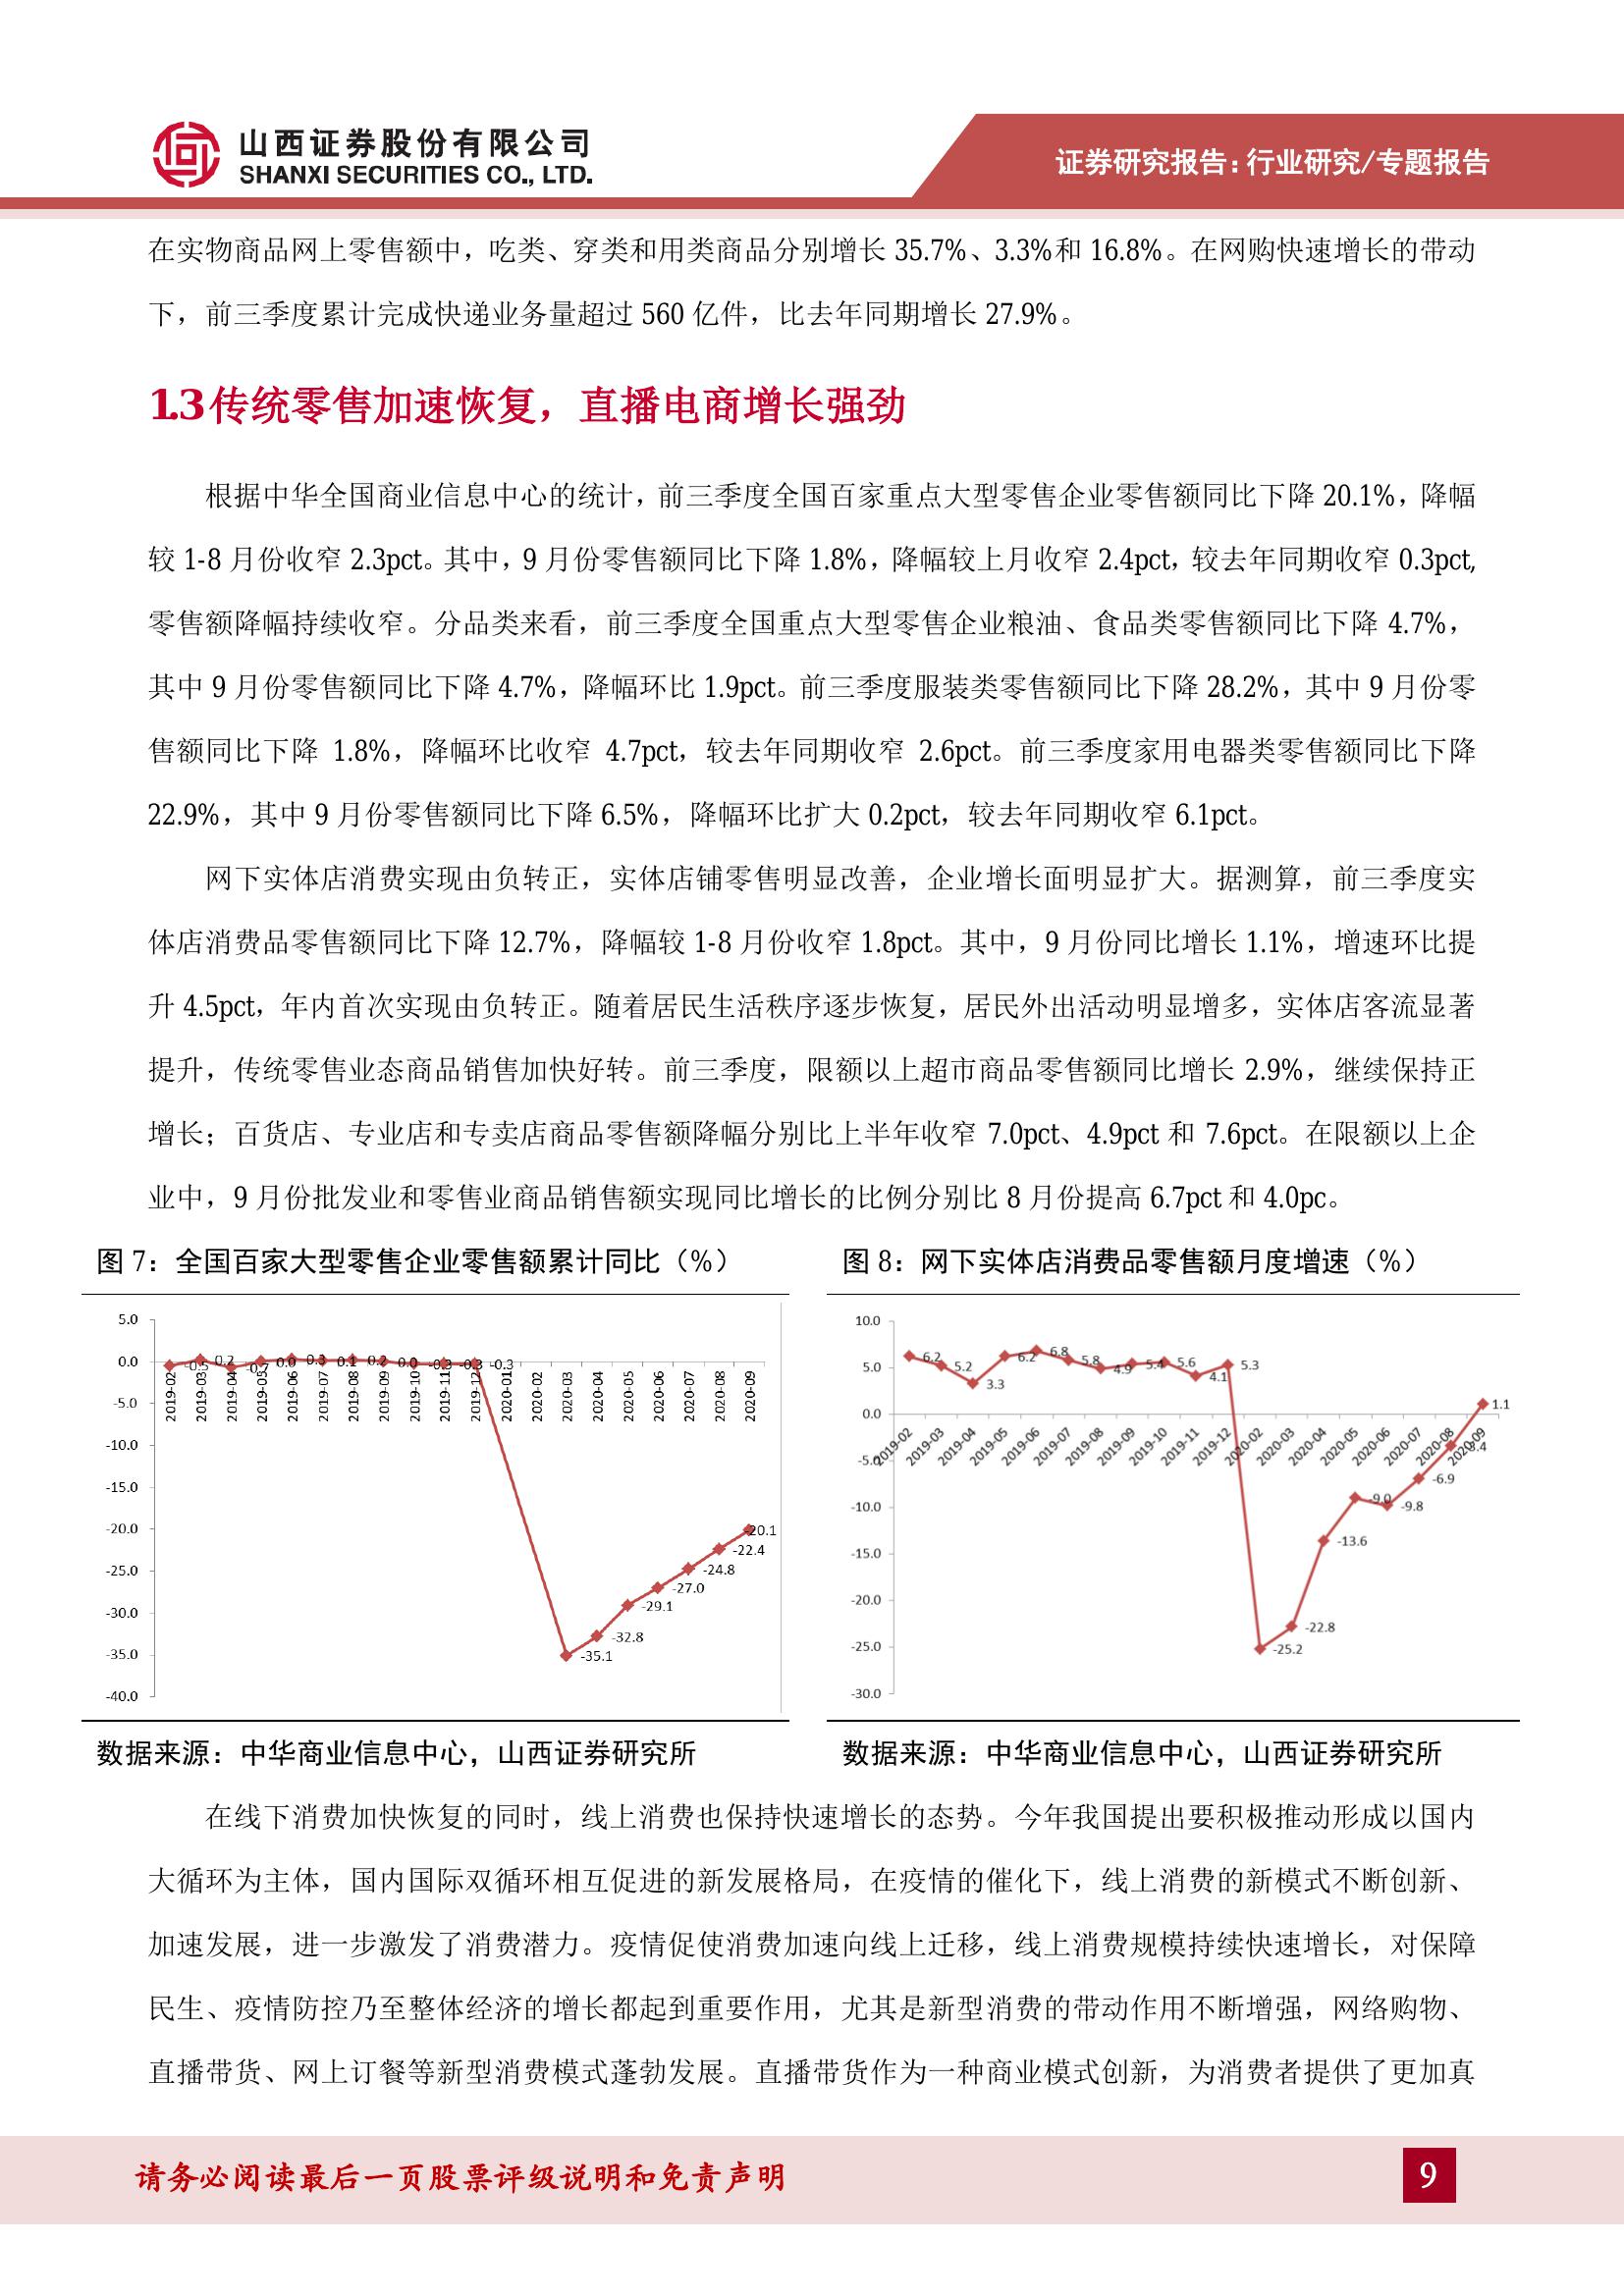 山西证券股份有限公司
SHANXI SECURITIES CO., LTD.
证券研究报告:行业研究/专题报告
在实物商品网上零售额中，吃类、穿类和用类商品分别增长 35.7%、3.3%和 16.8%。在网购快速增长的带动
下，前三季度累计完成快递业务量超过 560 亿件，比去年同期增长 27.9%。
1.3 传统零售加速恢复，直播电商增长强劲
根据中华全国商业信息中心的统计，前三季度全国百家重点大型零售企业零售额同比下降 20.1%，降幅
较 1-8 月份收窄 2.3pct。其中，9 月份零售额同比下降 1.8%，降幅较上月收窄 2.4pct，较去年同期收窄 0.3pct,
零售额降幅持续收窄。分品类来看，前三季度全国重点大型零售企业粮油、食品类零售额同比下降 4.7%，
其中 9 月份零售额同比下降 4.7%，降幅环比 1.9pct。前三季度服装类零售额同比下降 28.2%，其中 9 月份零
售额同比下降 1.8%，降幅环比收窄 4.7pct，较去年同期收窄 2.6pct。前三季度家用电器类零售额同比下降
22.9%，其中 9 月份零售额同比下降 6.5%，降幅环比扩大 0.2pct，较去年同期收窄 6.1pct。
网下实体店消费实现由负转正，实体店铺零售明显改善，企业增长面明显扩大。据测算，前三季度实
体店消费品零售额同比下降 12.7%，降幅较 1-8 月份收窄 1.8pct。其中，9 月份同比增长 1.1%，增速环比提
升 4.5pct，年内首次实现由负转正。随着居民生活秩序逐步恢复，居民外出活动明显增多，实体店客流显著
提升，传统零售业态商品销售加快好转。前三季度，限额以上超市商品零售额同比增长 2.9%，继续保持正
增长；百货店、专业店和专卖店商品零售额降幅分别比上半年收窄 7.0pct、4.9pct 和 7.6pct。在限额以上企
业中，9 月份批发业和零售业商品销售额实现同比增长的比例分别比 8 月份提高 6.7pct 和 4.0pc。
图 7：全国百家大型零售企业零售额累计同比（%）
5.0
0.0
-5.0
-10.0
-15.0
-20.0
-25.0
-30.0
-35.0
-40.0
-0.5 0.2 -0.7 0.0 0.3 0.1 0.2 0.0 -0.3 -0.3 -0.3
-35.1 -32.8 -29.1 -27.0 -24.8 -22.4 -20.1
2019-02 2019-03 2019-04 2019-05 2019-06 2019-07 2019-08 2019-09 2019-10 2019-11 2019-12 2020-01 2020-02 2020-03 2020-04 2020-05 2020-06 2020-07 2020-08 2020-09
数据来源：中华商业信息中心，山西证券研究所
图 8：网下实体店消费品零售额月度增速（%）
10.0
5.0
0.0
-5.0
-10.0
-15.0
-20.0
-25.0
-30.0
6.2 5.2 3.3 6.2 6.8 5.8 4.9 5.4 5.6 4.1 5.3
-25.2 -22.8 -13.6 -9.0 -9.8 -6.9 -3.4 1.1
2019-02 2019-03 2019-04 2019-05 2019-06 2019-07 2019-08 2019-09 2019-10 2019-11 2019-12 2020-02 2020-03 2020-04 2020-05 2020-06 2020-07 2020-08 2020-09
数据来源：中华商业信息中心，山西证券研究所
在线下消费加快恢复的同时，线上消费也保持快速增长的态势。今年我国提出要积极推动形成以国内
大循环为主体，国内国际双循环相互促进的新发展格局，在疫情的催化下，线上消费的新模式不断创新、
加速发展，进一步激发了消费潜力。疫情促使消费加速向线上迁移，线上消费规模持续快速增长，对保障
民生、疫情防控乃至整体经济的增长都起到重要作用，尤其是新型消费的带动作用不断增强，网络购物、
直播带货、网上订餐等新型消费模式蓬勃发展。直播带货作为一种商业模式创新，为消费者提供了更加真
请务必阅读最后一页股票评级说明和免责声明
9